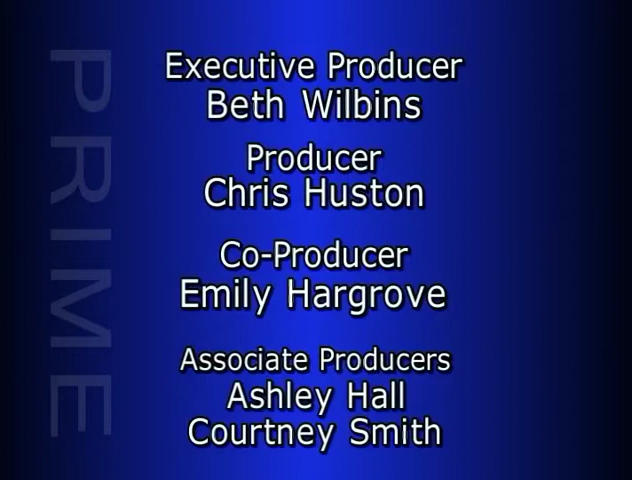 PRIME
Executive Producer
Beth Wilbins
Producer
Chris Huston
Co-Producer
Emily Hargrove
Associate Producers
Ashley Hall
Courtney Smith